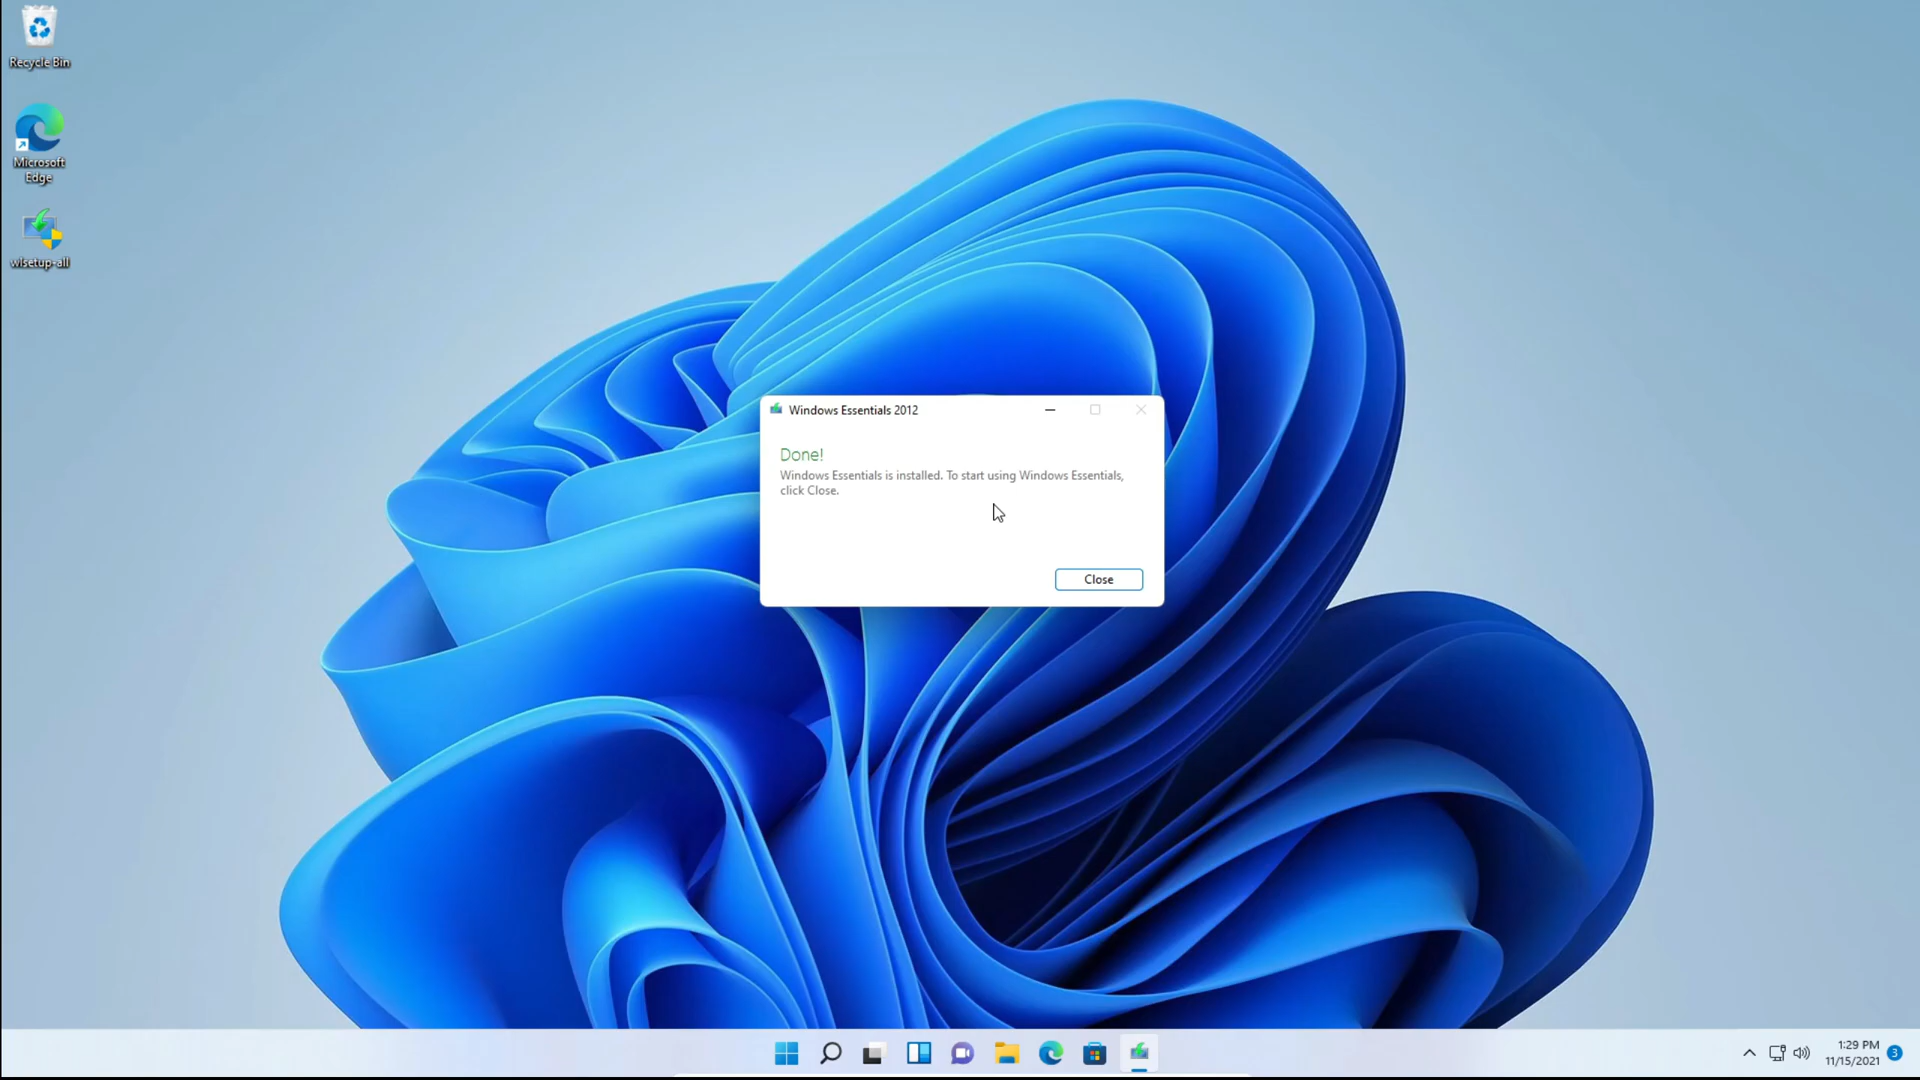 Recycle Bin
Microsoft
Edge
wlsetup-all
Windows Essentials 2012
Done!
Windows Essentials is installed. To start using Windows Essentials,
click Close.
Close
1:29 PM
11/15/2021
3